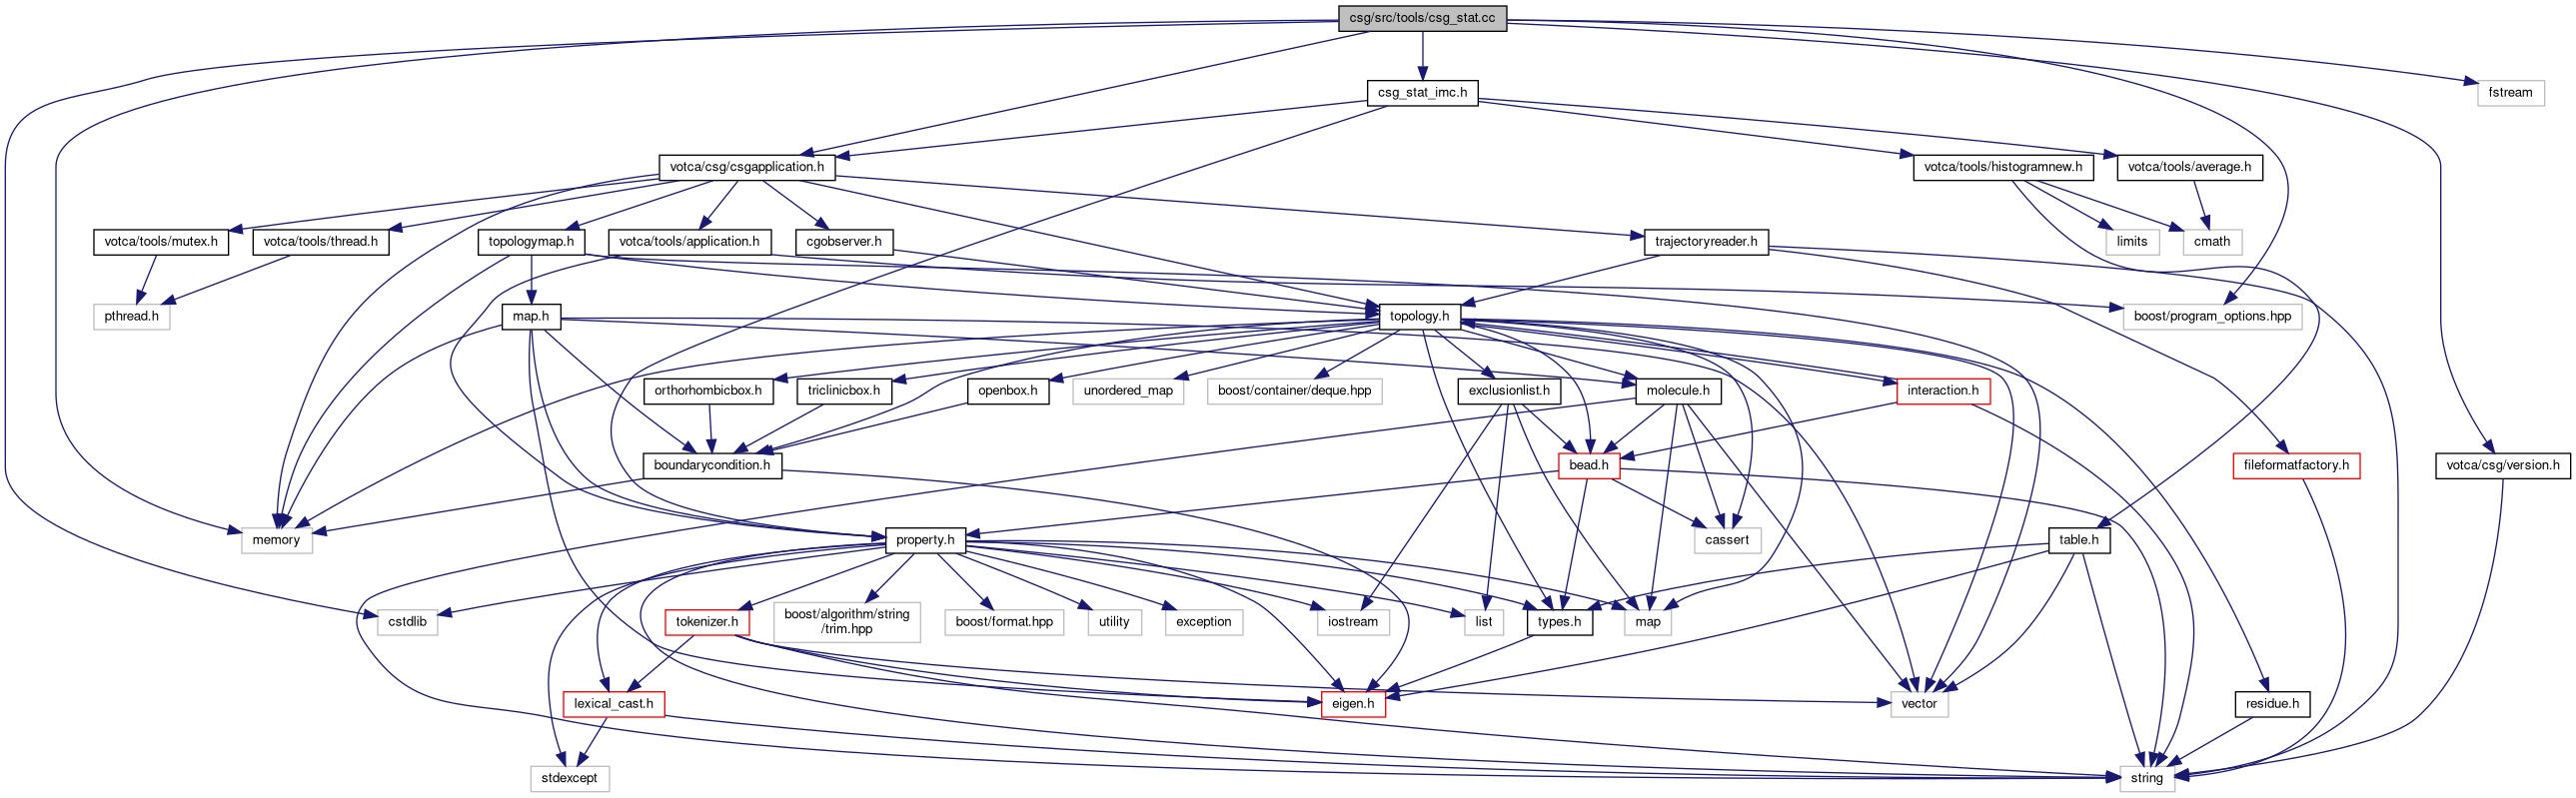 csg/src/tools/csg_stat.cc
csg_stat_imc.h
fstream
votca/csg/csgapplication.h
votca/tools/histogramnew.h
votca/tools/average.h
votca/tools/mutex.h
votca/tools/thread.h
topologymap.h
votca/tools/application.h
cgobserver.h
trajectoryreader.h
limits
cmath
pthread.h
map.h
topology.h
boost/program_options.hpp
orthorhombicbox.h
triclinicbox.h
openbox.h
unordered_map
boost/container/deque.hpp
exclusionlist.h
molecule.h
interaction.h
boundarycondition.h
bead.h
fileformatfactory.h
votca/csg/version.h
memory
property.h
cassert
table.h
cstdlib
tokenizer.h
boost/algorithm/string
/trim.hpp
boost/format.hpp
utility
exception
iostream
list
types.h
map
lexical_cast.h
eigen.h
vector
residue.h
stdexcept
string